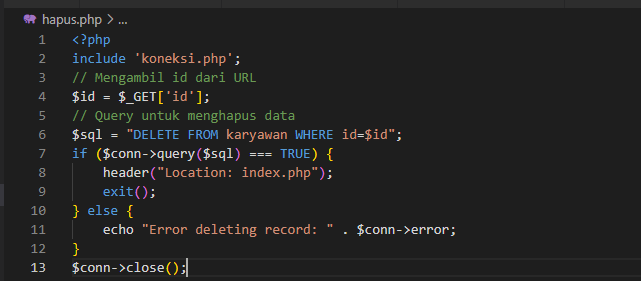 hapus.php > ...
1 <?php
2 include 'koneksi.php';
3 // Mengambil id dari URL
4 $id = $_GET['id'];
5 // Query untuk menghapus data
6 $sql = "DELETE FROM karyawan WHERE id=$id";
7 if ($conn->query($sql) === TRUE) {
8     header("Location: index.php");
9     exit();
10 } else {
11     echo "Error deleting record: " . $conn->error;
12 }
13 $conn->close();